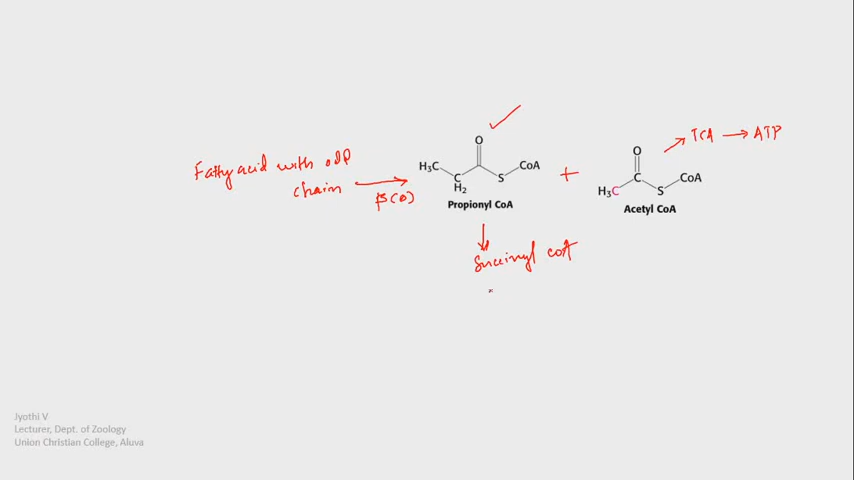 Fatty acid with odd
chain
β(O)
O
H₃C
C
H₂
S
CoA
Propionyl CoA
+
O
H₃C
C
S
CoA
Acetyl CoA
TCA → ATP
Succinyl coA
Jyothi V
Lecturer, Dept. of Zoology
Union Christian College, Aluva